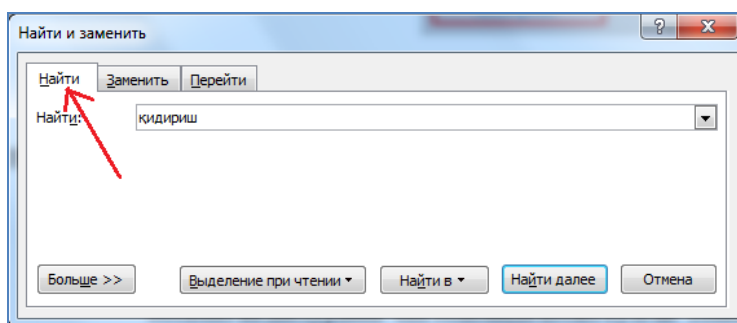 Найти и заменить
Найти Заменить Перейти
Найти: қидириш
Больше >> Выделение при чтении Найти в Найти далее Отмена